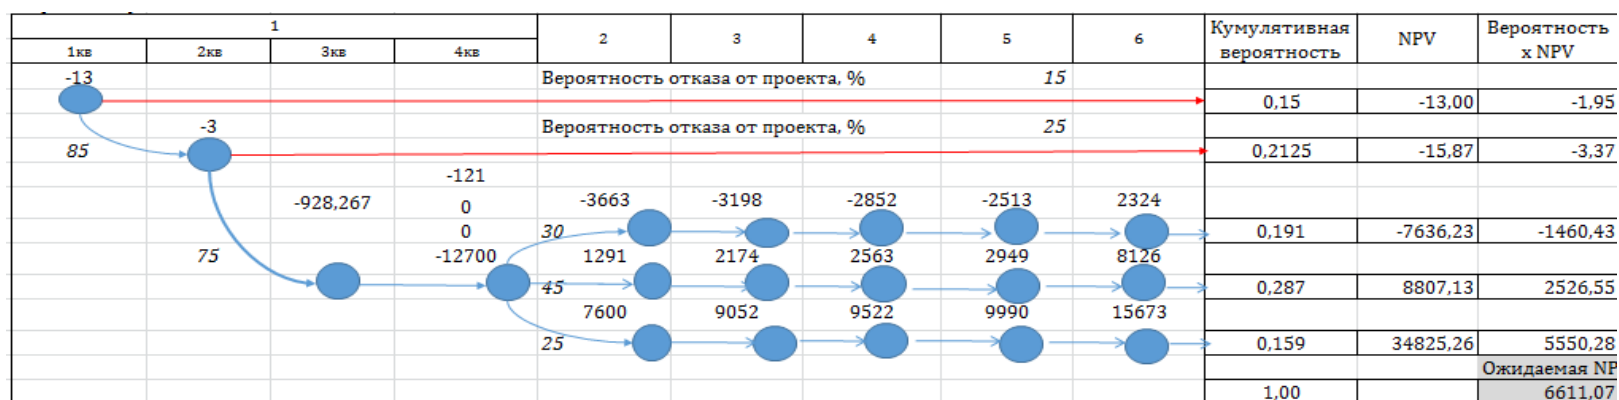 1
2 3 4 5 6
Кумулятивная вероятность
NPV
Вероятность x NPV
1кв 2кв 3кв 4кв
-13 Вероятность отказа от проекта, % 15
0,15 -13,00 -1,95
-3 Вероятность отказа от проекта, % 25
85 0,2125 -15,87 -3,37
-121
-928,267 0 -3663 -3198 -2852 -2513 2324
0 30 0,191 -7636,23 -1460,43
75 -12700 1291 2174 2563 2949 8126
45 0,287 8807,13 2526,55
7600 9052 9522 9990 15673
25 0,159 34825,26 5550,28
Ожидаемая NP
1,00 6611,07